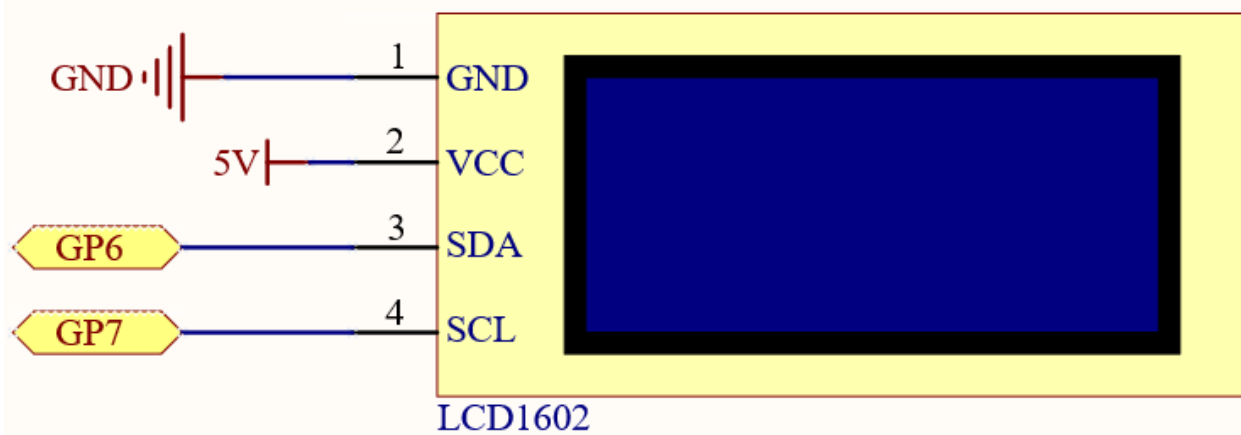 GND 1 GND
5V 2 VCC
GP6 3 SDA
GP7 4 SCL
LCD1602